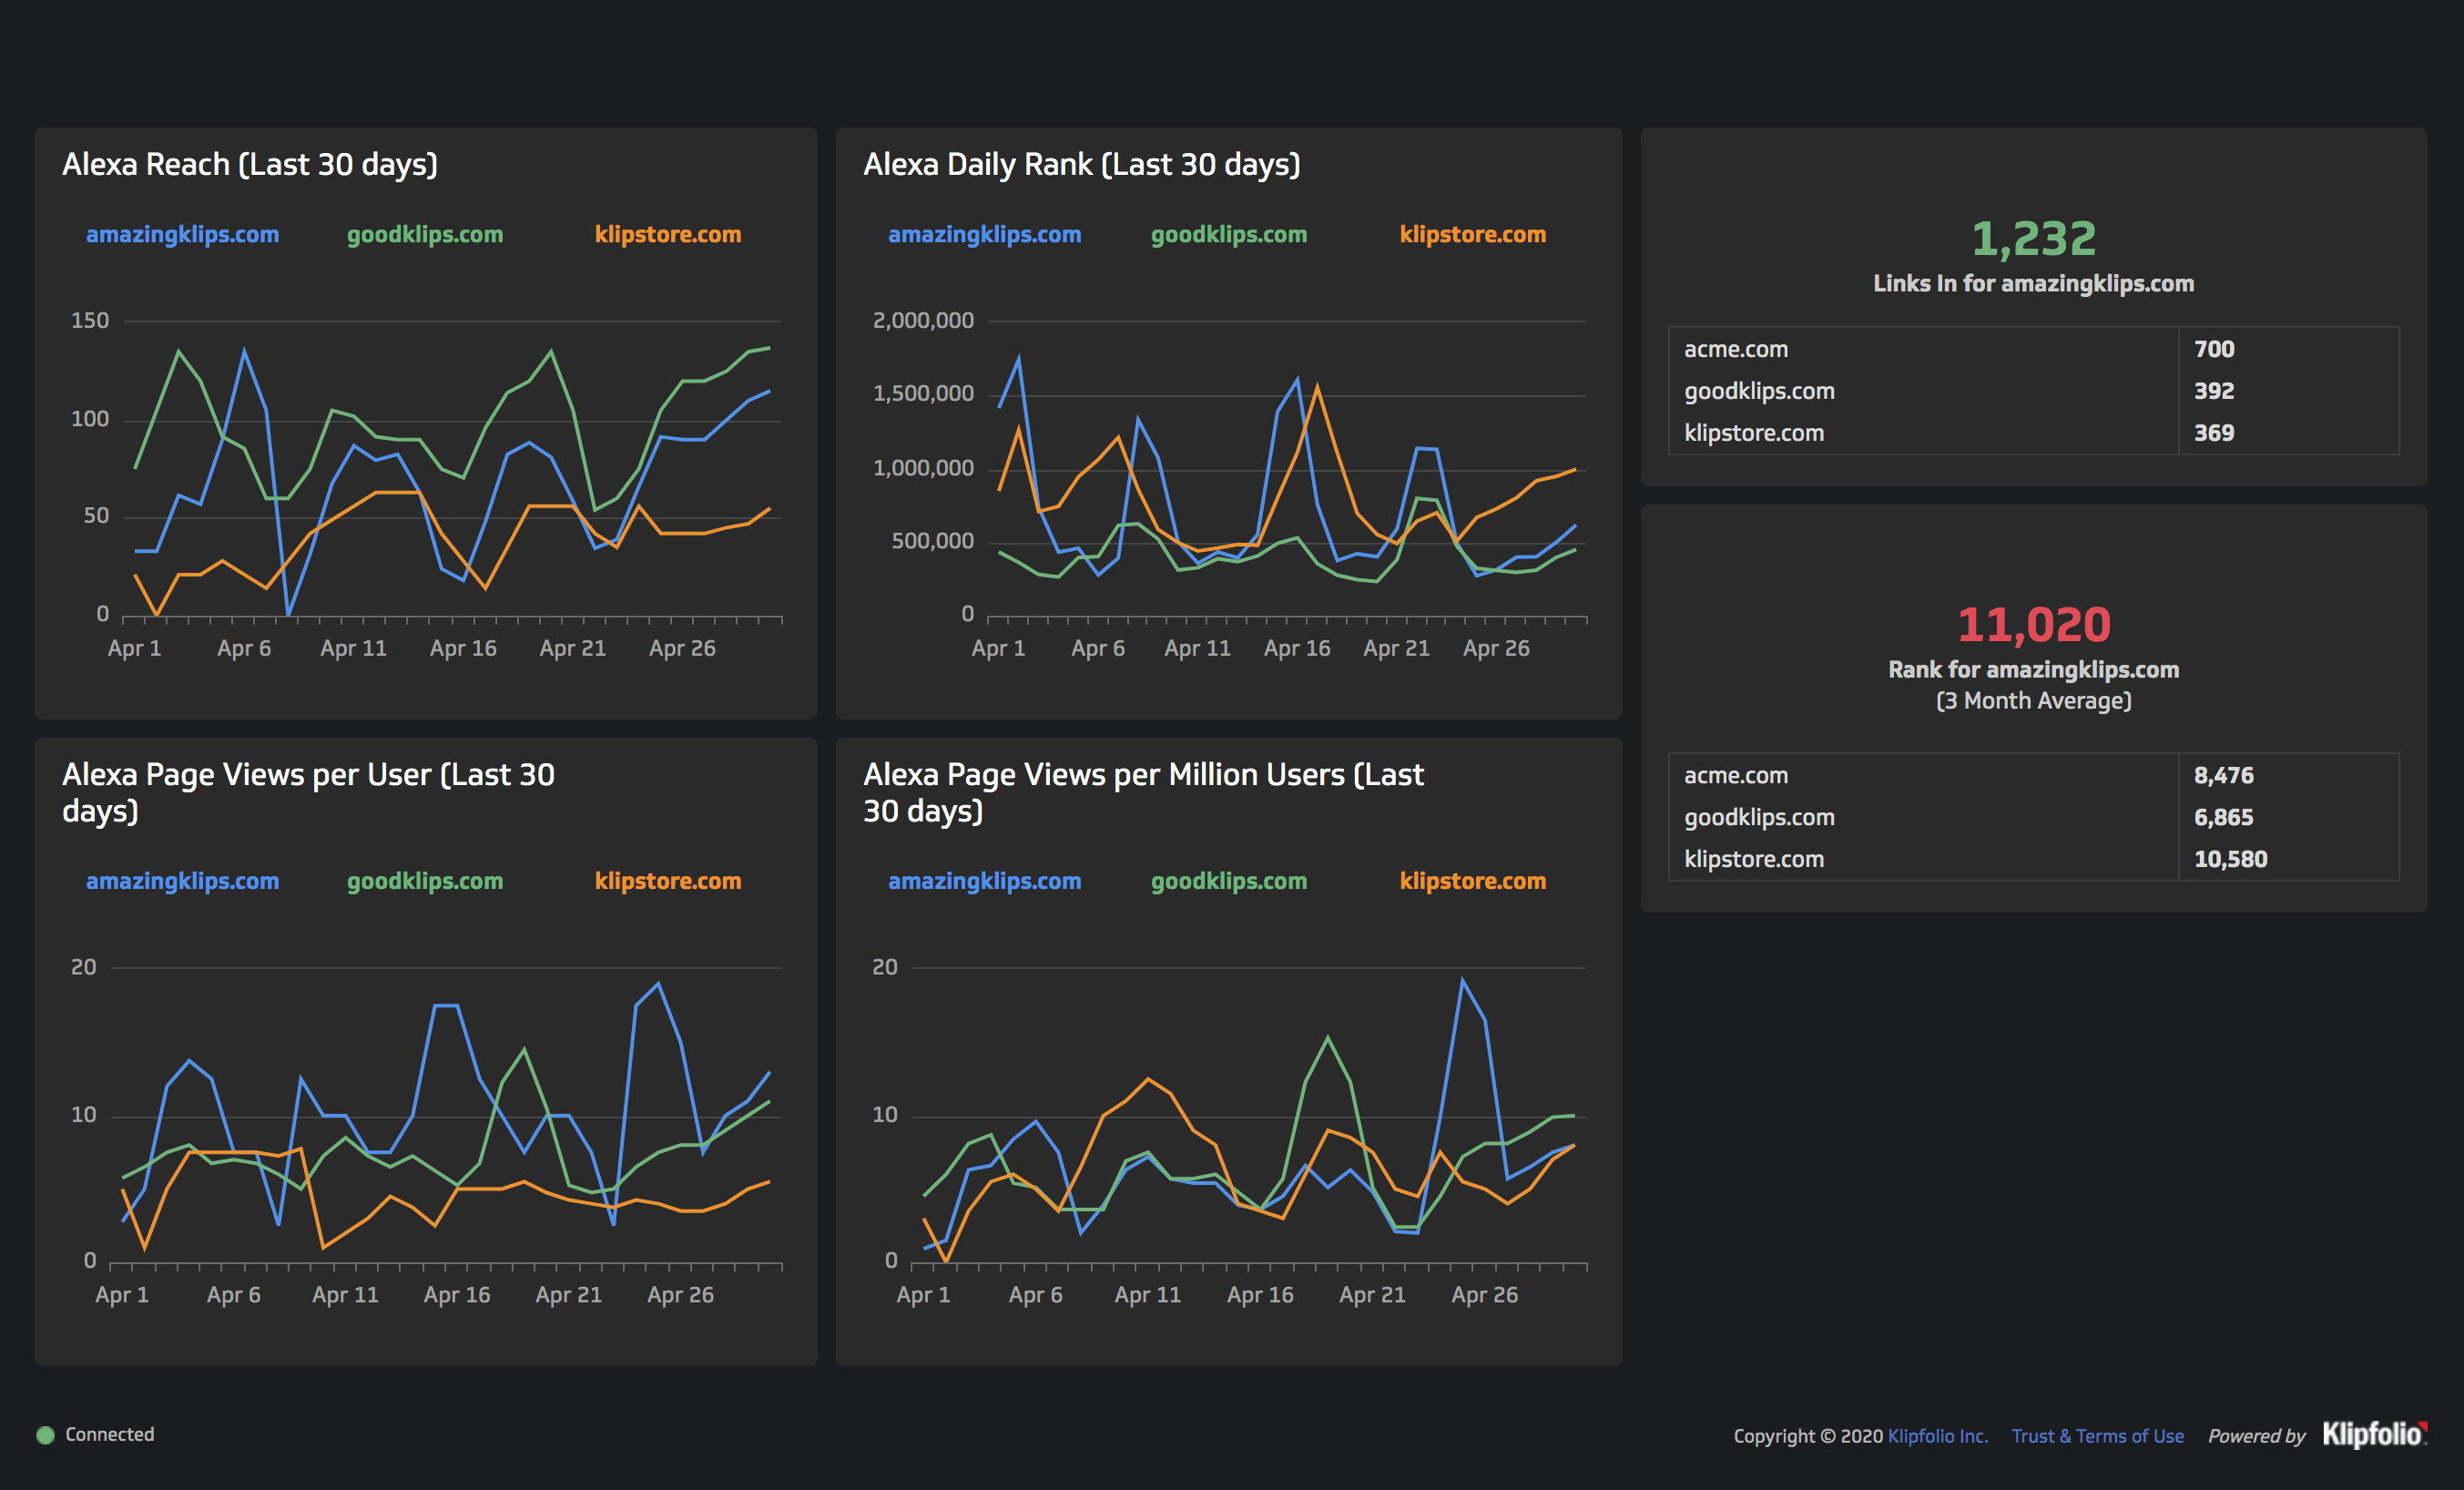 Alexa Reach (Last 30 days)
amazingklips.com goodklips.com klipstore.com
150
100
50
0
Apr 1 Apr 6 Apr 11 Apr 16 Apr 21 Apr 26
Alexa Daily Rank (Last 30 days)
amazingklips.com goodklips.com klipstore.com
2,000,000
1,500,000
1,000,000
500,000
0
Apr 1 Apr 6 Apr 11 Apr 16 Apr 21 Apr 26
1,232
Links In for amazingklips.com
acme.com 700
goodklips.com 392
klipstore.com 369
11,020
Rank for amazingklips.com
(3 Month Average)
acme.com 8,476
goodklips.com 6,865
klipstore.com 10,580
Alexa Page Views per User (Last 30
days)
amazingklips.com goodklips.com klipstore.com
20
10
0
Apr 1 Apr 6 Apr 11 Apr 16 Apr 21 Apr 26
Alexa Page Views per Million Users (Last
30 days)
amazingklips.com goodklips.com klipstore.com
20
10
0
Apr 1 Apr 6 Apr 11 Apr 16 Apr 21 Apr 26
Connected
Copyright © 2020 Klipfolio Inc. Trust & Terms of Use Powered by Klipfolio